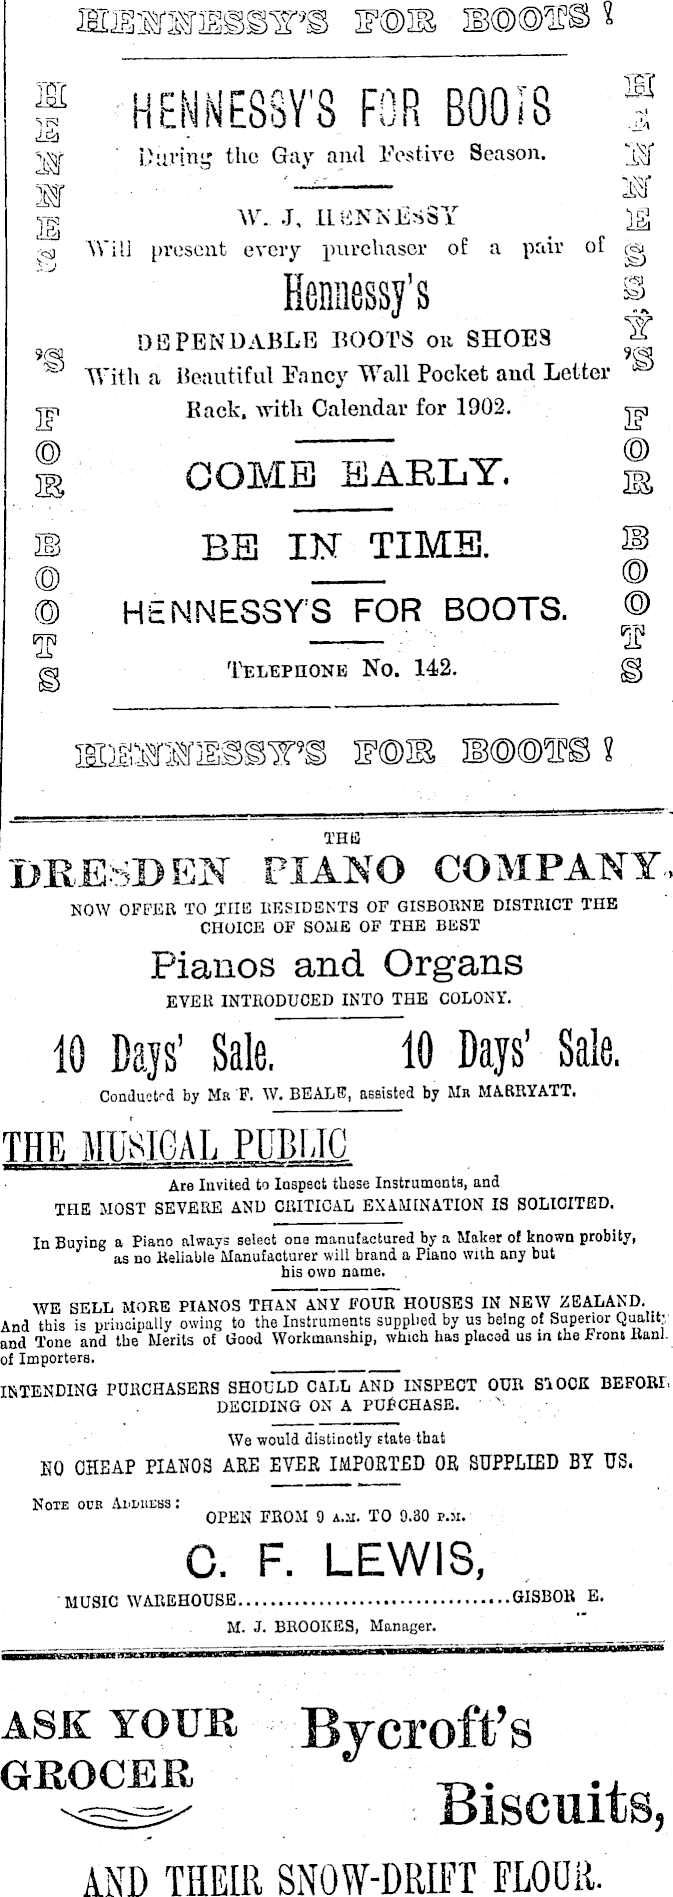 HENNESSY'S FOR BOOTS!
HENNES 'S FOR BOOTS
HENNESSY'S FOR BOOTS
During the Gay and Festive Season.
W. J, HENNESSY
Will present every purchaser of a pair of
Hennessy's
DEPENDABLE BOOTS OR SHOES
With a Beautiful Fancy Wall Pocket and Letter
Rack, with Calendar for 1902.
COME EARLY.
BE IN TIME.
HENNESSY'S FOR BOOTS.
TELEPHONE No. 142.
HENNESSY'S FOR BOOTS
HENNESSY'S FOR BOOTS!
THE
DRESDEN PIANO COMPANY,
NOW OFFER TO THE RESIDENTS OF GISBORNE DISTRICT THE
CHOICE OF SOME OF THE BEST
Pianos and Organs
EVER INTRODUCED INTO THE COLONY.
10 Days' Sale. 10 Days' Sale.
Conducted by MR F. W. BEALE, assisted by MR MARRYATT.
THE MUSICAL PUBLIC
Are Invited to Inspect these Instruments, and
THE MOST SEVERE AND CRITICAL EXAMINATION IS SOLICITED.
In Buying a Piano always select one manufactured by a Maker of known probity,
as no Reliable Manufacturer will brand a Piano with any but
his own name.
WE SELL MORE PIANOS THAN ANY FOUR HOUSES IN NEW ZEALAND.
And this is principally owing to the Instruments supplied by us being of Superior Quality
and Tone and the Merits of Good Workmanship, which has placed us in the Front Rank
of Importers.
INTENDING PURCHASERS SHOULD CALL AND INSPECT OUR STOCK BEFORE
DECIDING ON A PURCHASE.
We would distinctly state that
NO CHEAP PIANOS ARE EVER IMPORTED OR SUPPLIED BY US.
NOTE OUR ADDRESS:
OPEN FROM 9 A.M. TO 9.30 P.M.
C. F. LEWIS,
MUSIC WAREHOUSE.................................GISBOR E.
M. J. BROOKES, Manager.
ASK YOUR Bycroft's
GROCER
Biscuits,
AND THEIR SNOW-DRIFT FLOUR.